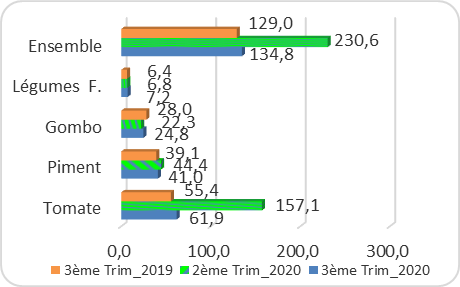 129,0
Ensemble
230,6
134,8
6,4
Légumes F.
6,8
7,2
28,0
Gombo
22,3
24,8
39,1
Piment
44,4
41,0
55,4
Tomate
157,1
61,9
0,0 100,0 200,0 300,0
3ème Trim_2019 2ème Trim_2020 3ème Trim_2020